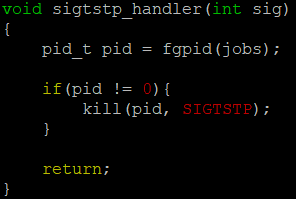 void sigtstp_handler(int sig)
{
    pid_t pid = fgpid(jobs);

    if(pid != 0){
        kill(pid, SIGTSTP);
    }

    return;
}